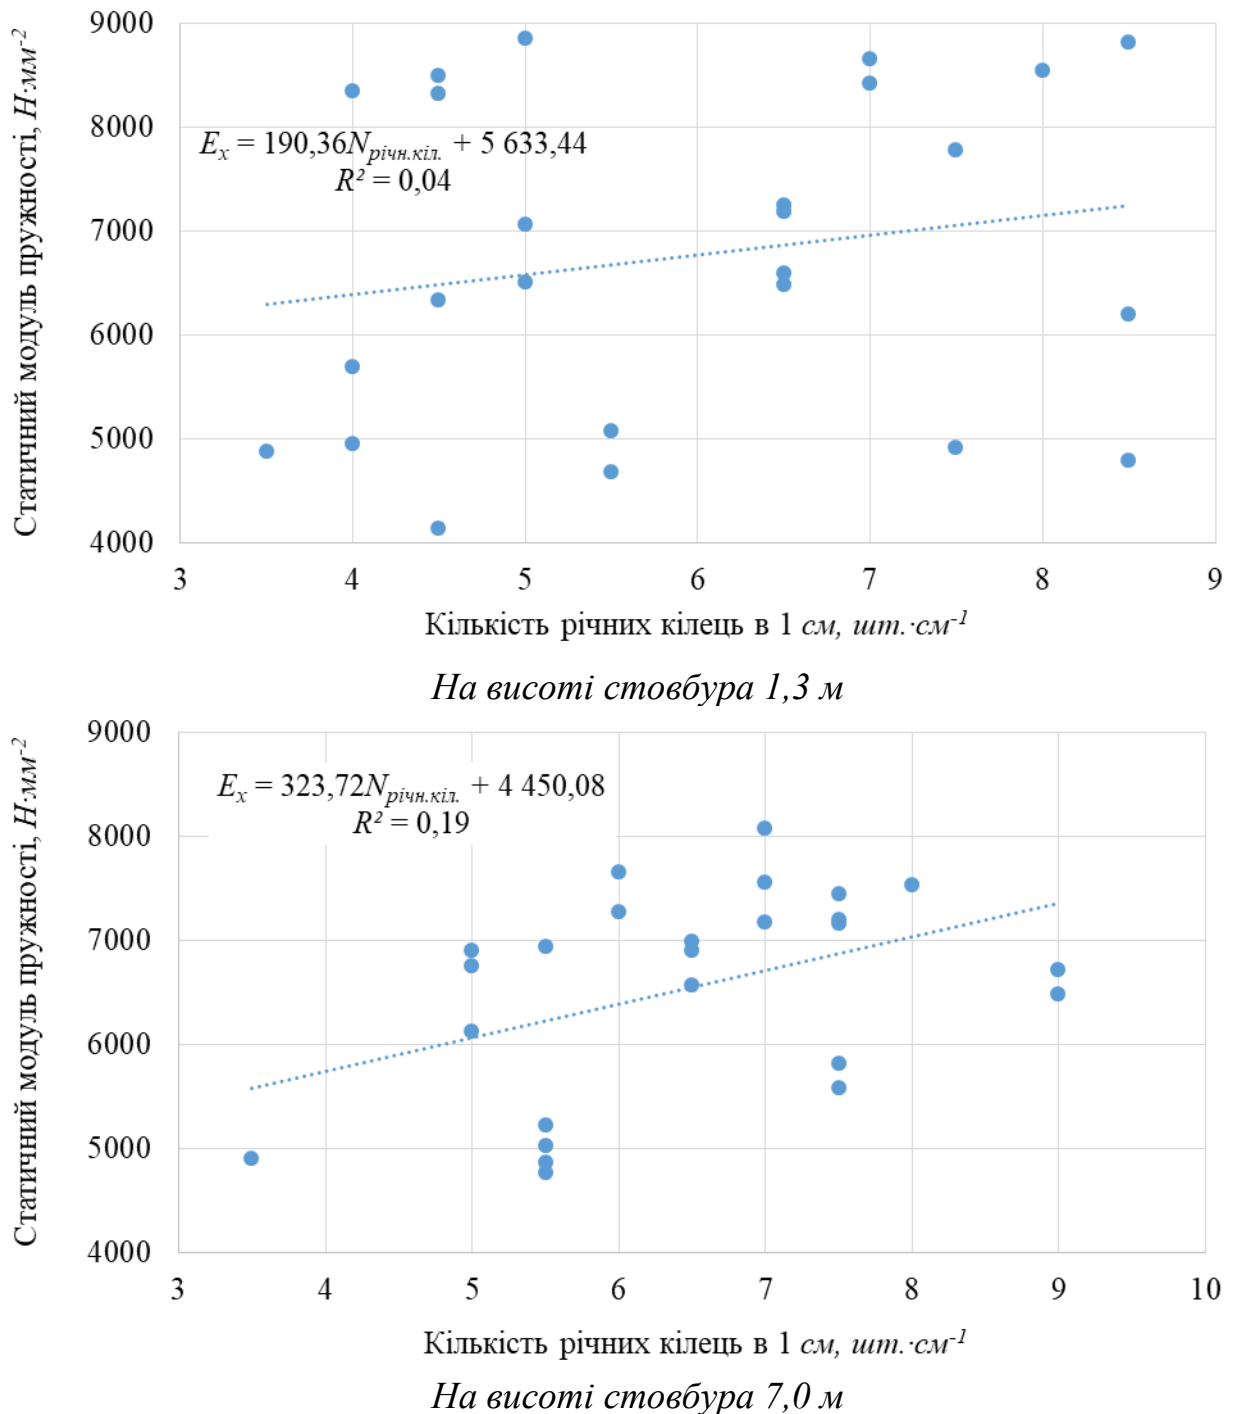 Статичний модуль пружності, Н·мм⁻²
9000
8000
7000
6000
5000
4000
Eₓ = 190,36Nрічн.кіл. + 5 633,44
R² = 0,04
3 4 5 6 7 8 9
Кількість річних кілець в 1 см, шт.·см⁻¹
На висоті стовбура 1,3 м
Статичний модуль пружності, Н·мм⁻²
9000
8000
7000
6000
5000
4000
Eₓ = 323,72Nрічн.кіл. + 4 450,08
R² = 0,19
3 4 5 6 7 8 9 10
Кількість річних кілець в 1 см, шт.·см⁻¹
На висоті стовбура 7,0 м